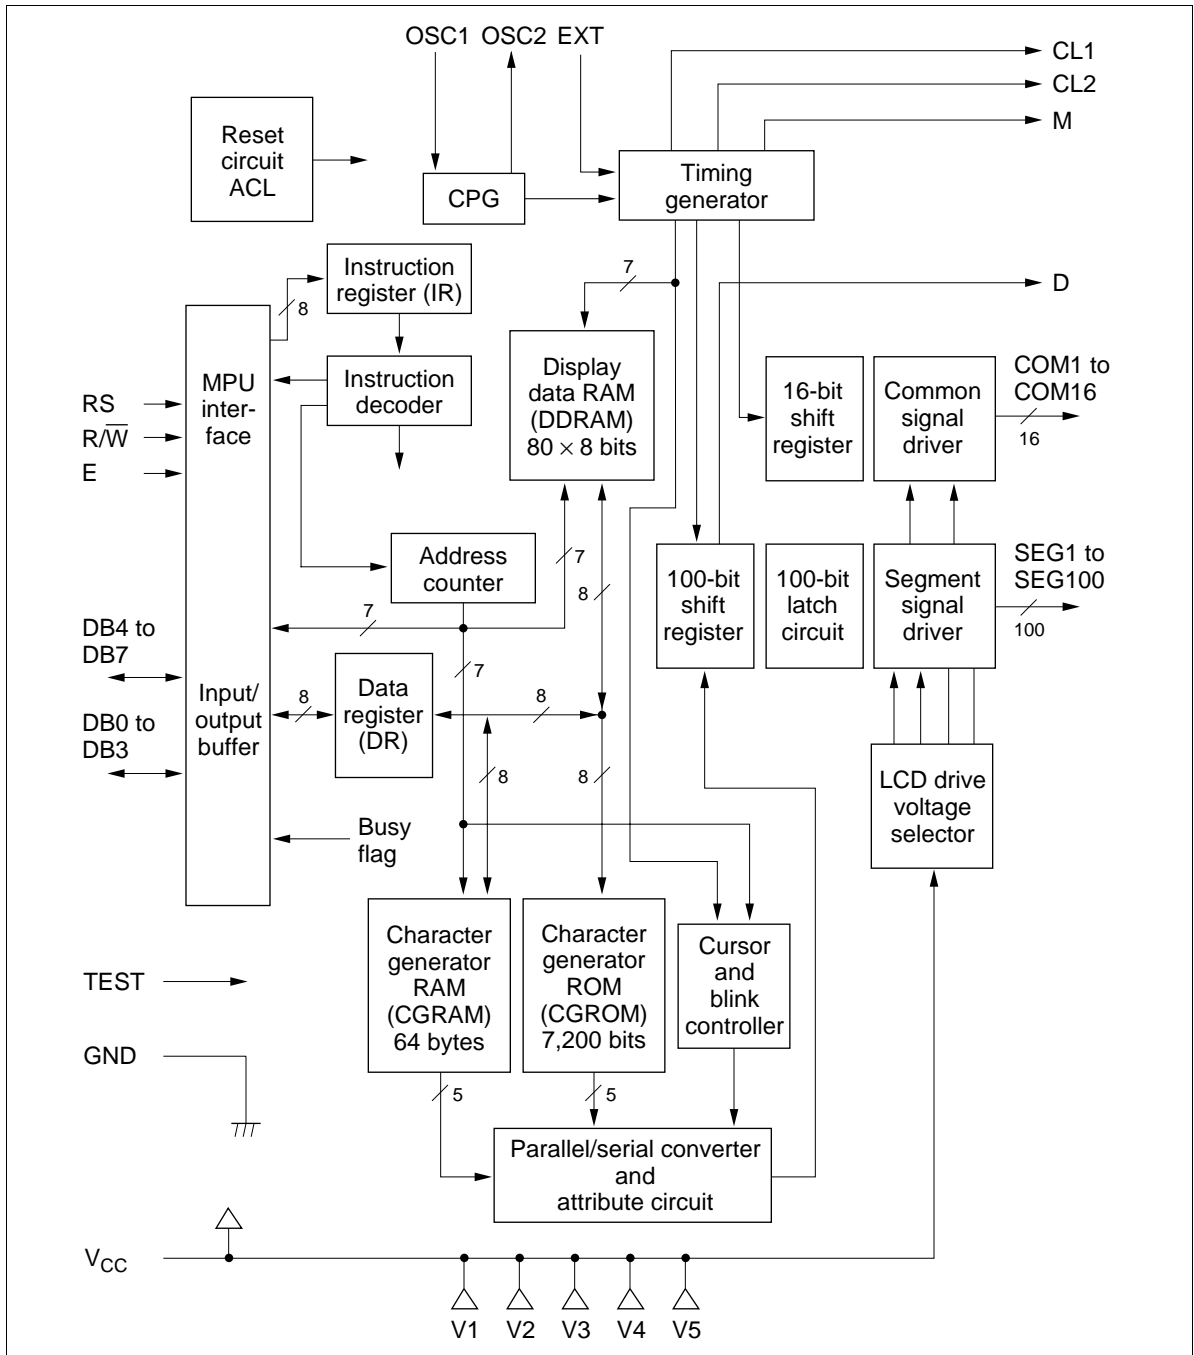 OSC1 OSC2 EXT
CL1
CL2
M
Reset
circuit
ACL
CPG
Timing
generator
Instruction
register (IR)
8
7
D
MPU
inter-
face
Instruction
decoder
Display
data RAM
(DDRAM)
80 × 8 bits
16-bit
shift
register
Common
signal
driver
COM1 to
COM16
16
RS
R/W̅
E
Address
counter
7
8
100-bit
shift
register
100-bit
latch
circuit
Segment
signal
driver
SEG1 to
SEG100
100
7
7
DB4 to
DB7
Input/
output
buffer
8
Data
register
(DR)
8
8
8
DB0 to
DB3
LCD drive
voltage
selector
Busy
flag
Character
generator
RAM
(CGRAM)
64 bytes
Character
generator
ROM
(CGROM)
7,200 bits
Cursor
and
blink
controller
TEST
GND
5
5
Parallel/serial converter
and
attribute circuit
VCC
V1 V2 V3 V4 V5